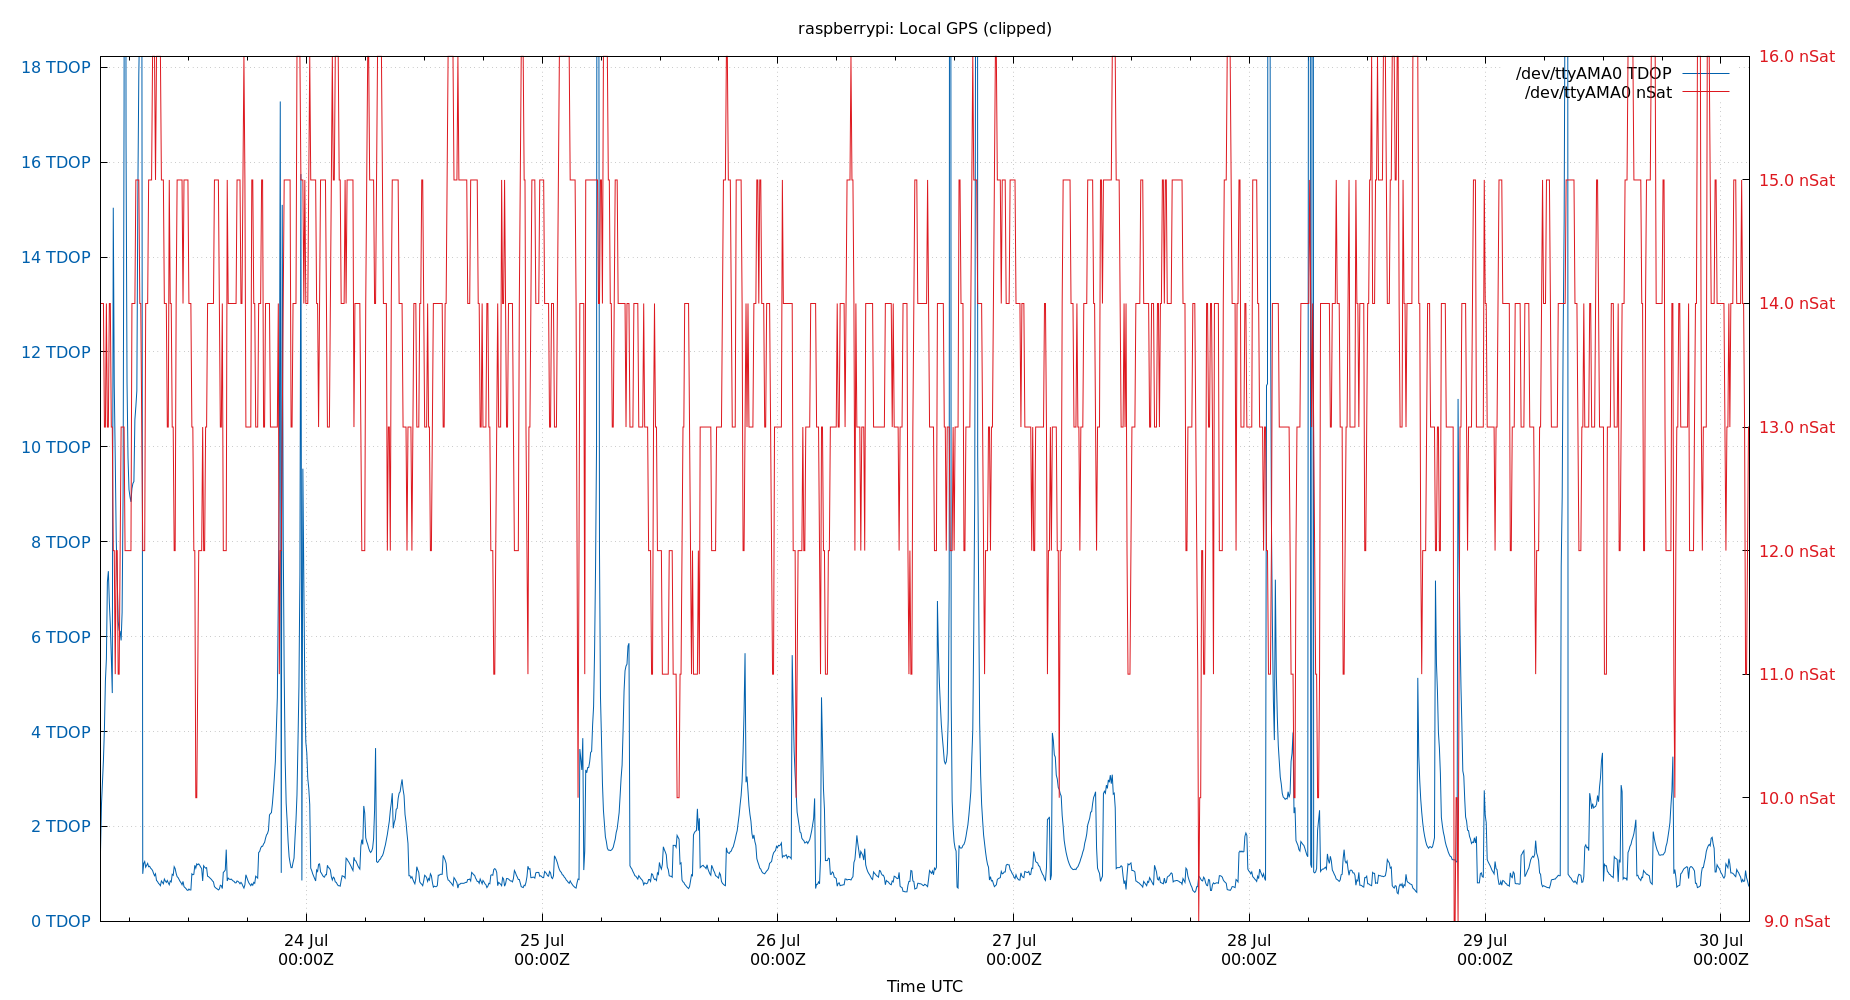 raspberrypi: Local GPS (clipped)
18 TDOP
16 TDOP
14 TDOP
12 TDOP
10 TDOP
8 TDOP
6 TDOP
4 TDOP
2 TDOP
0 TDOP
16.0 nSat
15.0 nSat
14.0 nSat
13.0 nSat
12.0 nSat
11.0 nSat
10.0 nSat
9.0 nSat
/dev/ttyAMA0 TDOP
/dev/ttyAMA0 nSat
24 Jul
00:00Z
25 Jul
00:00Z
26 Jul
00:00Z
27 Jul
00:00Z
28 Jul
00:00Z
29 Jul
00:00Z
30 Jul
00:00Z
Time UTC